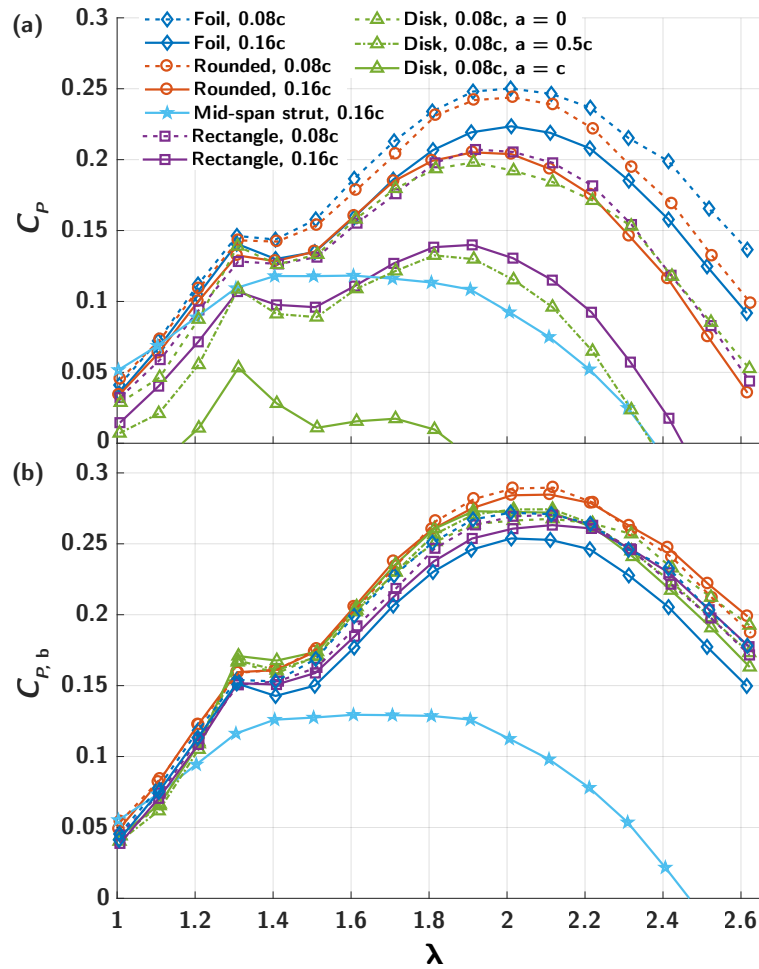 (a)
Foil, 0.08c
Foil, 0.16c
Rounded, 0.08c
Rounded, 0.16c
Mid-span strut, 0.16c
Rectangle, 0.08c
Rectangle, 0.16c
Disk, 0.08c, a = 0
Disk, 0.08c, a = 0.5c
Disk, 0.08c, a = c
0.3
0.25
0.2
0.15
0.1
0.05
0
C_P
(b)
0.3
0.25
0.2
0.15
0.1
0.05
0
C_P, b
1 1.2 1.4 1.6 1.8 2 2.2 2.4 2.6
λ